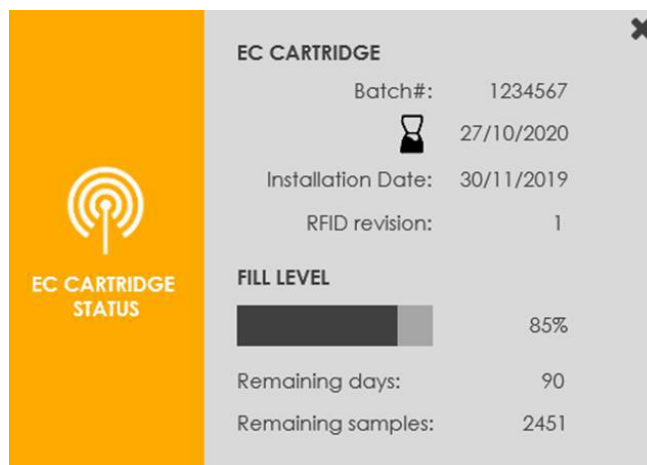 EC CARTRIDGE
STATUS
EC CARTRIDGE
Batch#: 1234567
27/10/2020
Installation Date: 30/11/2019
RFID revision: 1
FILL LEVEL
85%
Remaining days: 90
Remaining samples: 2451